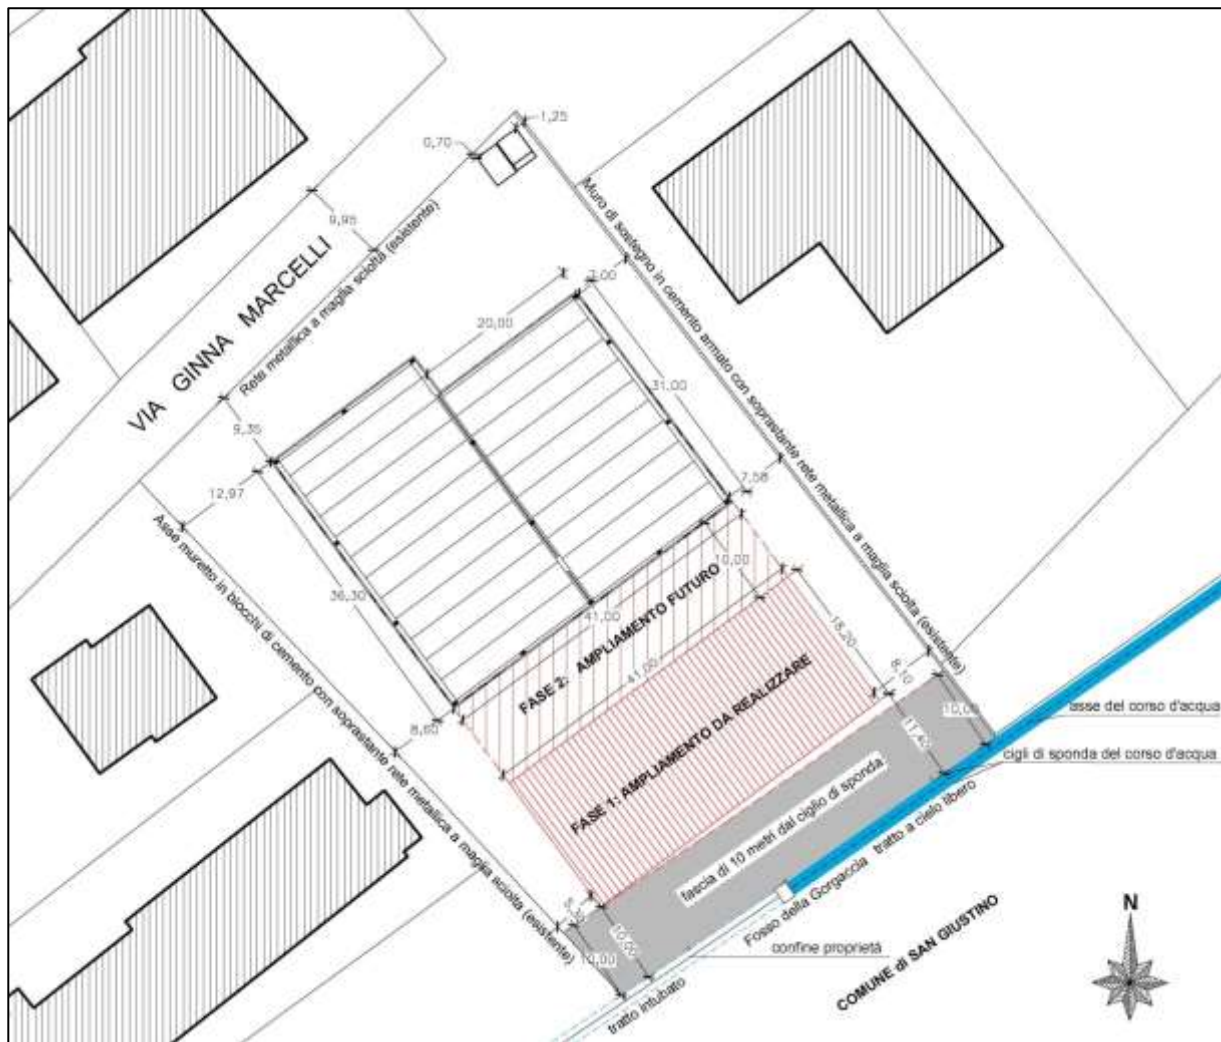 1,25
0,70
9,95
VIA GINNA MARCELLI
Rete metallica a maglia sciolta (esistente)
Muro di sostegno in cemento armato con soprastante rete metallica a maglia sciolta (esistente)
7,00
20,00
31,00
9,35
12,97
7,58
Asse muretto in blocchi di cemento con soprastante rete metallica a maglia sciolta (esistente)
36,30
10,00
41,00
FASE 2: AMPLIAMENTO FUTURO
41,00
18,20
8,10
8,60
FASE 1: AMPLIAMENTO DA REALIZZARE
10,00
11,40
asse del corso d'acqua
cigli di sponda del corso d'acqua
fascia di 10 metri dal ciglio di sponda
10,00
10,00
Fosso della Gorgaccia tratto a cielo libero
confine proprietà
tratto intubato
COMUNE di SAN GIUSTINO
N